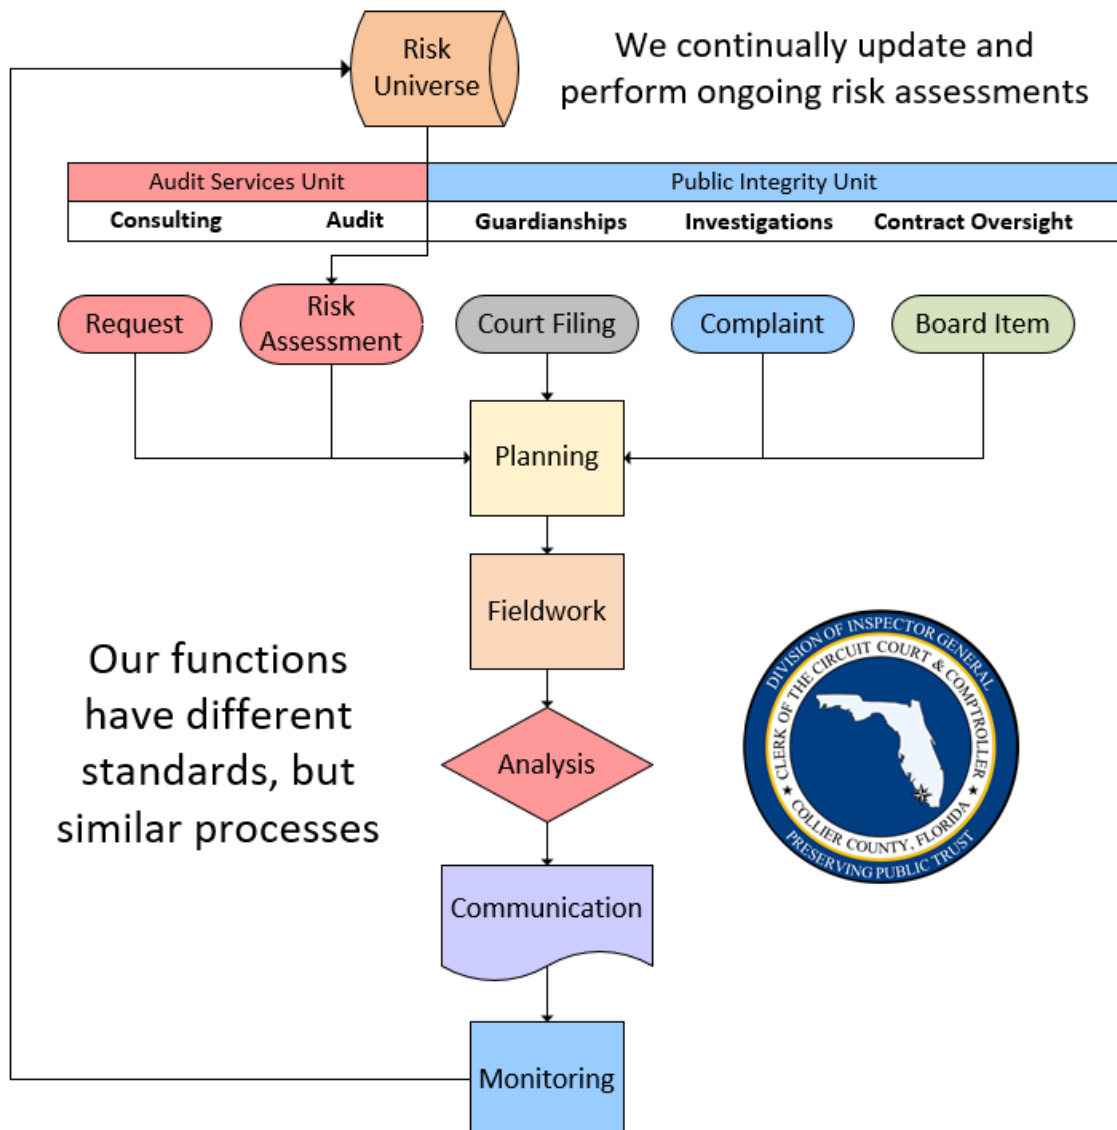 Risk
Universe
We continually update and
perform ongoing risk assessments
Audit Services Unit
Public Integrity Unit
Consulting
Audit
Guardianships
Investigations
Contract Oversight
Request
Risk
Assessment
Court Filing
Complaint
Board Item
Planning
Fieldwork
Our functions
have different
standards, but
similar processes
DIVISION OF INSPECTOR GENERAL
CLERK OF THE CIRCUIT COURT & COMPTROLLER
COLLIER COUNTY, FLORIDA
PRESERVING PUBLIC TRUST
Analysis
Communication
Monitoring